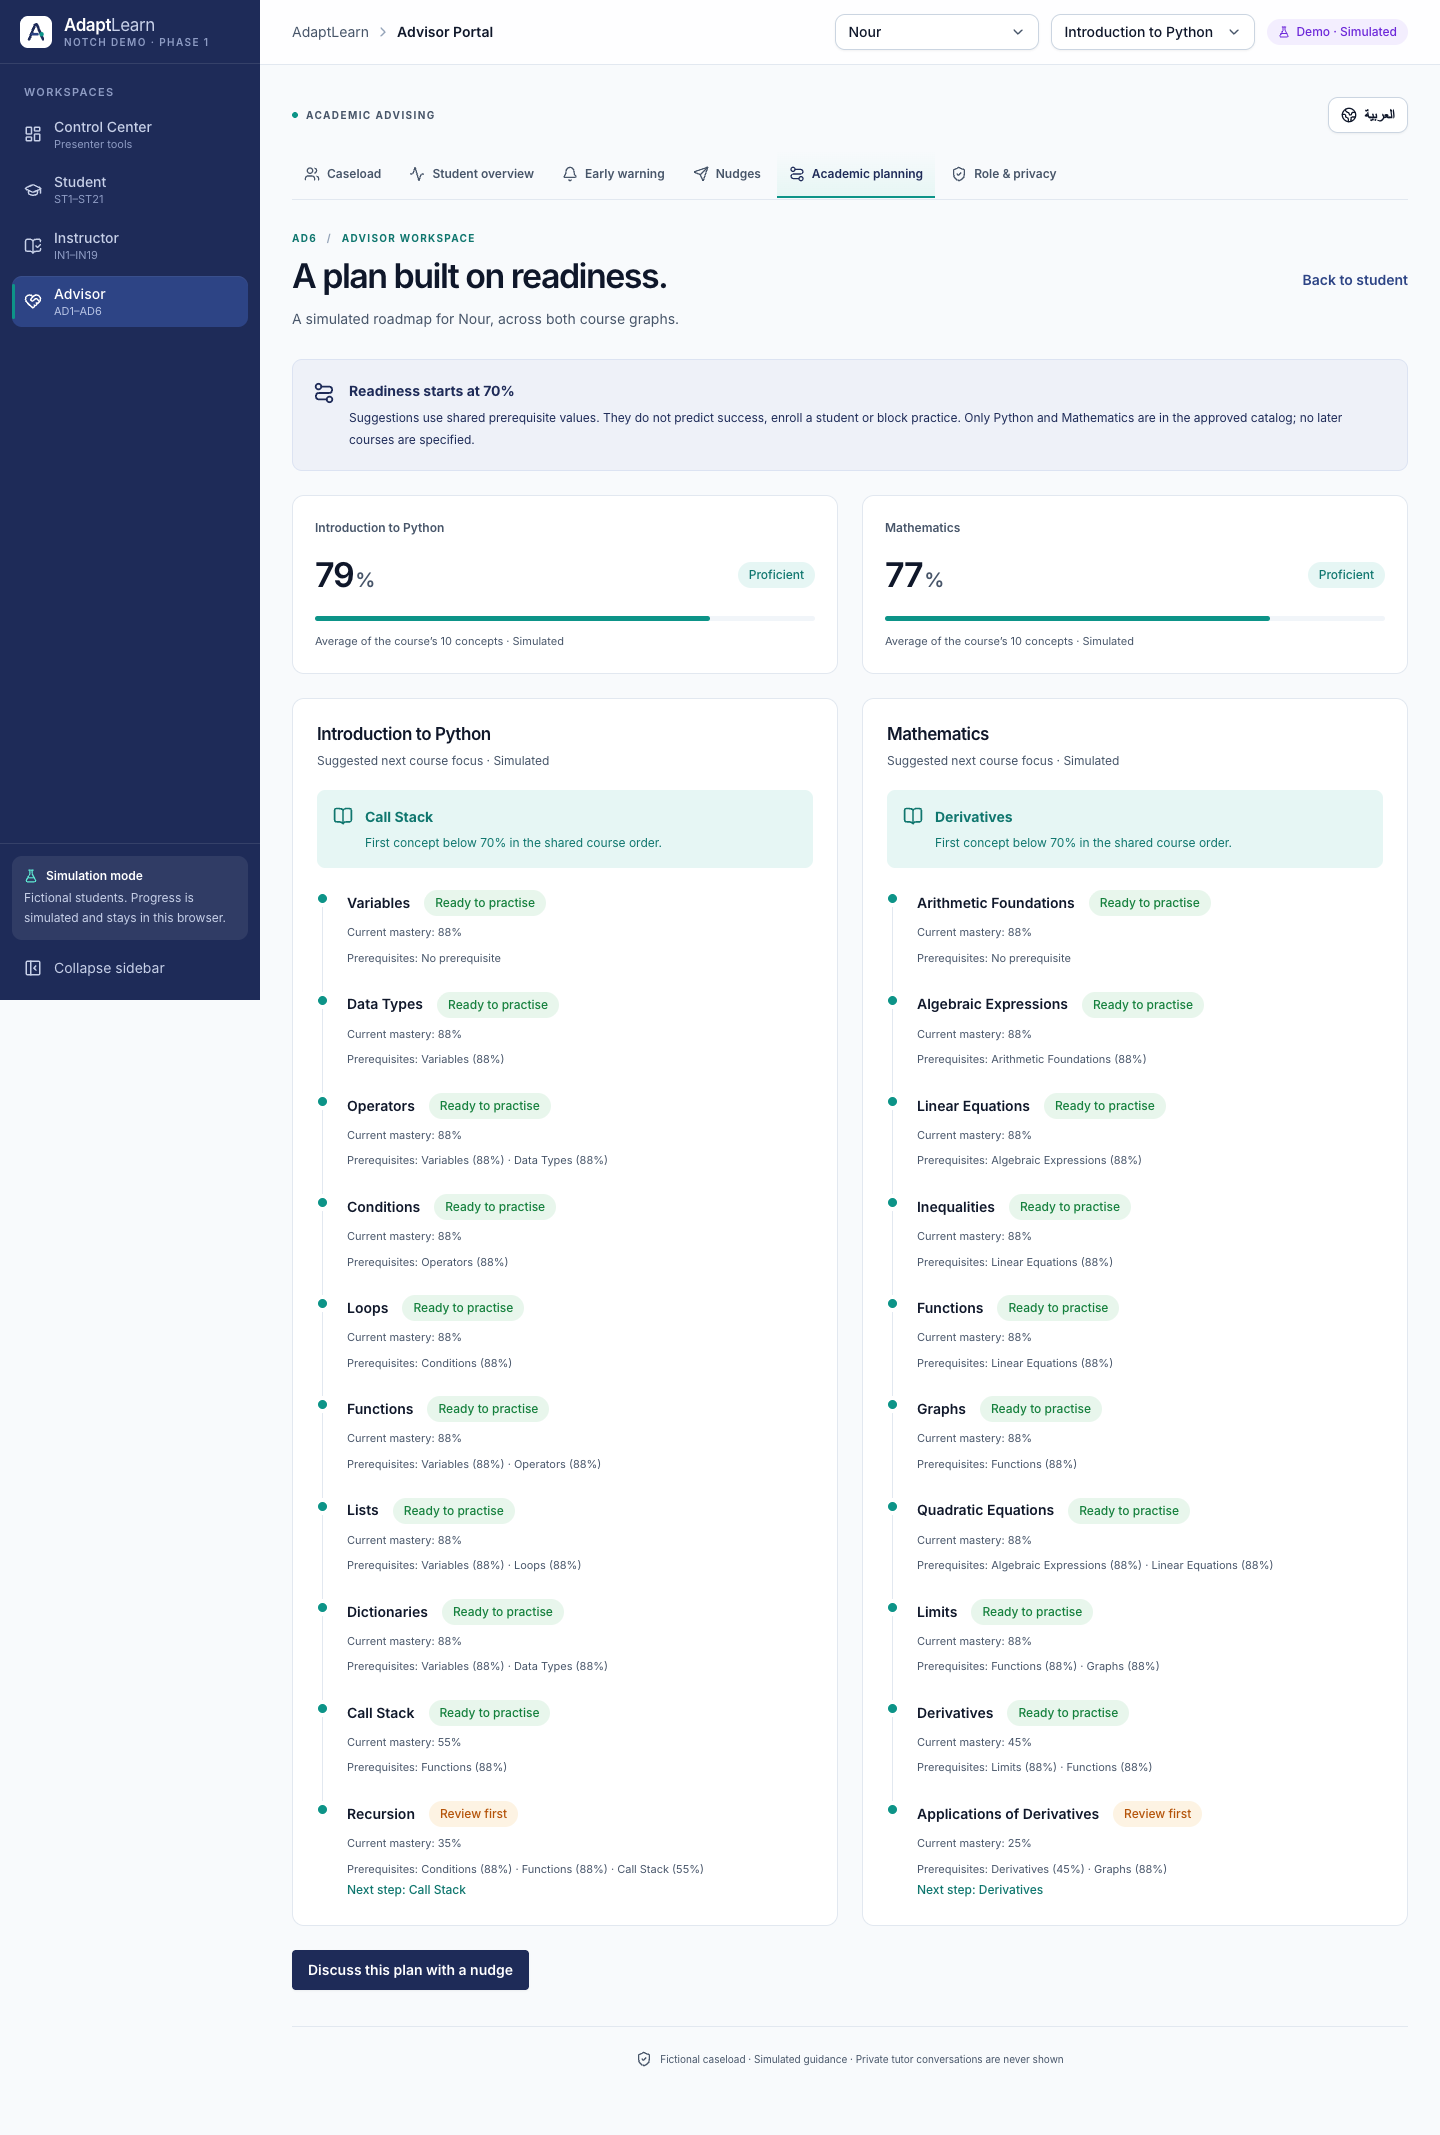 AdaptLearn
NOTCH DEMO · PHASE 1
WORKSPACES
Control Center
Presenter tools
Student
ST1–ST21
Instructor
IN1–IN19
Advisor
AD1–AD6
Simulation mode
Fictional students. Progress is
simulated and stays in this browser.
Collapse sidebar
AdaptLearn > Advisor Portal
Nour
Introduction to Python
Demo · Simulated
ACADEMIC ADVISING
العربية
Caseload
Student overview
Early warning
Nudges
Academic planning
Role & privacy
AD6 / ADVISOR WORKSPACE
A plan built on readiness.
Back to student
A simulated roadmap for Nour, across both course graphs.
Readiness starts at 70%
Suggestions use shared prerequisite values. They do not predict success, enroll a student or block practice. Only Python and Mathematics are in the approved catalog; no later
courses are specified.
Introduction to Python
79%
Proficient
Average of the course's 10 concepts · Simulated
Mathematics
77%
Proficient
Average of the course's 10 concepts · Simulated
Introduction to Python
Suggested next course focus · Simulated
Call Stack
First concept below 70% in the shared course order.
Variables Ready to practise
Current mastery: 88%
Prerequisites: No prerequisite
Data Types Ready to practise
Current mastery: 88%
Prerequisites: Variables (88%)
Operators Ready to practise
Current mastery: 88%
Prerequisites: Variables (88%) · Data Types (88%)
Conditions Ready to practise
Current mastery: 88%
Prerequisites: Operators (88%)
Loops Ready to practise
Current mastery: 88%
Prerequisites: Conditions (88%)
Functions Ready to practise
Current mastery: 88%
Prerequisites: Variables (88%) · Operators (88%)
Lists Ready to practise
Current mastery: 88%
Prerequisites: Variables (88%) · Loops (88%)
Dictionaries Ready to practise
Current mastery: 88%
Prerequisites: Variables (88%) · Data Types (88%)
Call Stack Ready to practise
Current mastery: 55%
Prerequisites: Functions (88%)
Recursion Review first
Current mastery: 35%
Prerequisites: Conditions (88%) · Functions (88%) · Call Stack (55%)
Next step: Call Stack
Mathematics
Suggested next course focus · Simulated
Derivatives
First concept below 70% in the shared course order.
Arithmetic Foundations Ready to practise
Current mastery: 88%
Prerequisites: No prerequisite
Algebraic Expressions Ready to practise
Current mastery: 88%
Prerequisites: Arithmetic Foundations (88%)
Linear Equations Ready to practise
Current mastery: 88%
Prerequisites: Algebraic Expressions (88%)
Inequalities Ready to practise
Current mastery: 88%
Prerequisites: Linear Equations (88%)
Functions Ready to practise
Current mastery: 88%
Prerequisites: Linear Equations (88%)
Graphs Ready to practise
Current mastery: 88%
Prerequisites: Functions (88%)
Quadratic Equations Ready to practise
Current mastery: 88%
Prerequisites: Algebraic Expressions (88%) · Linear Equations (88%)
Limits Ready to practise
Current mastery: 88%
Prerequisites: Functions (88%) · Graphs (88%)
Derivatives Ready to practise
Current mastery: 45%
Prerequisites: Limits (88%) · Functions (88%)
Applications of Derivatives Review first
Current mastery: 25%
Prerequisites: Derivatives (45%) · Graphs (88%)
Next step: Derivatives
Discuss this plan with a nudge
Fictional caseload · Simulated guidance · Private tutor conversations are never shown